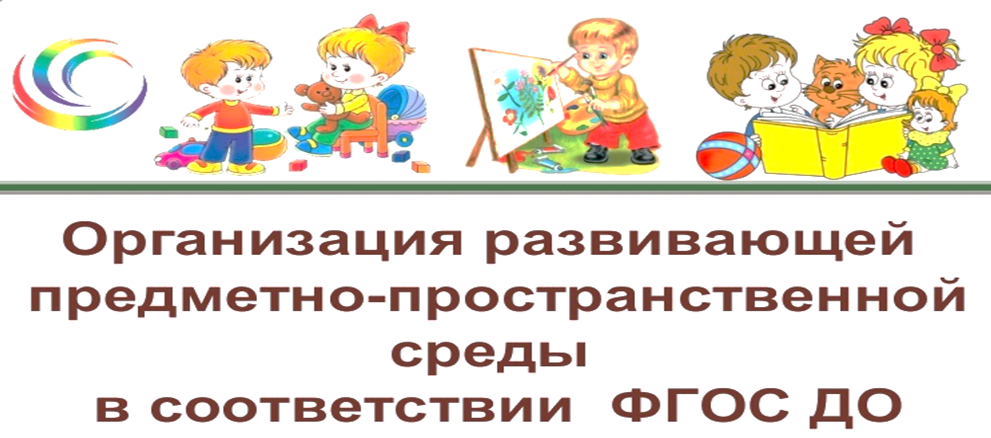 Организация развивающей
предметно-пространственной
среды
в соответствии ФГОС ДО